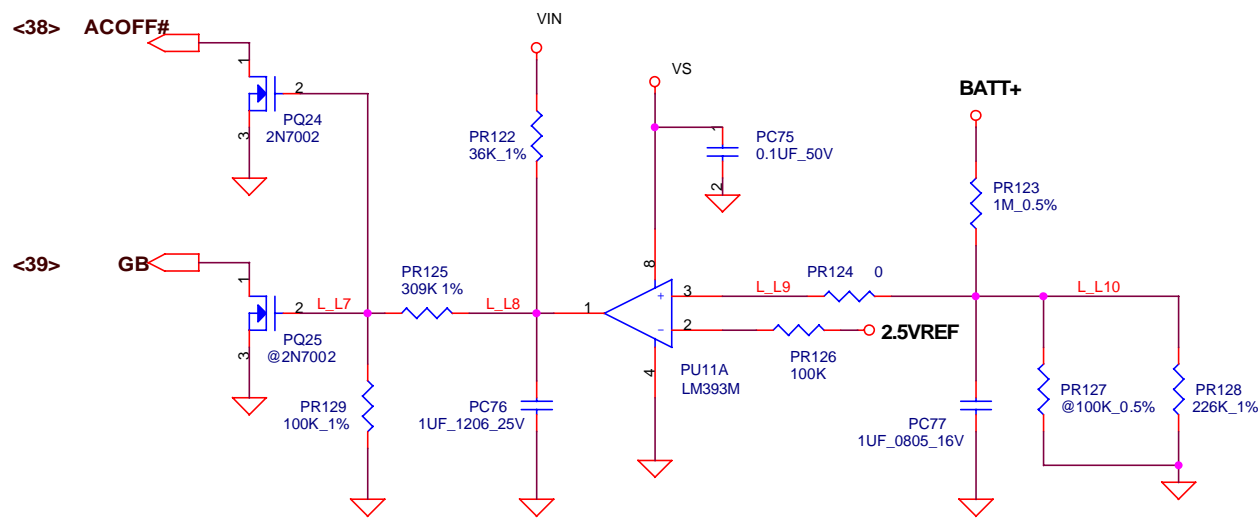 <38> ACOFF#
1
2
3
PQ24
2N7002
VIN
PR122
36K_1%
VS
1
2
PC75
0.1UF_50V
BATT+
PR123
1M_0.5%
<39> GB
1
2
3
PQ25
@2N7002
L_L7
PR125
309K 1%
L_L8
1
8
+
-
3
2
4
PU11A
LM393M
L_L9
PR124 0
PR126
100K
2.5VREF
L_L10
PR129
100K_1%
PC76
1UF_1206_25V
PC77
1UF_0805_16V
PR127
@100K_0.5%
PR128
226K_1%